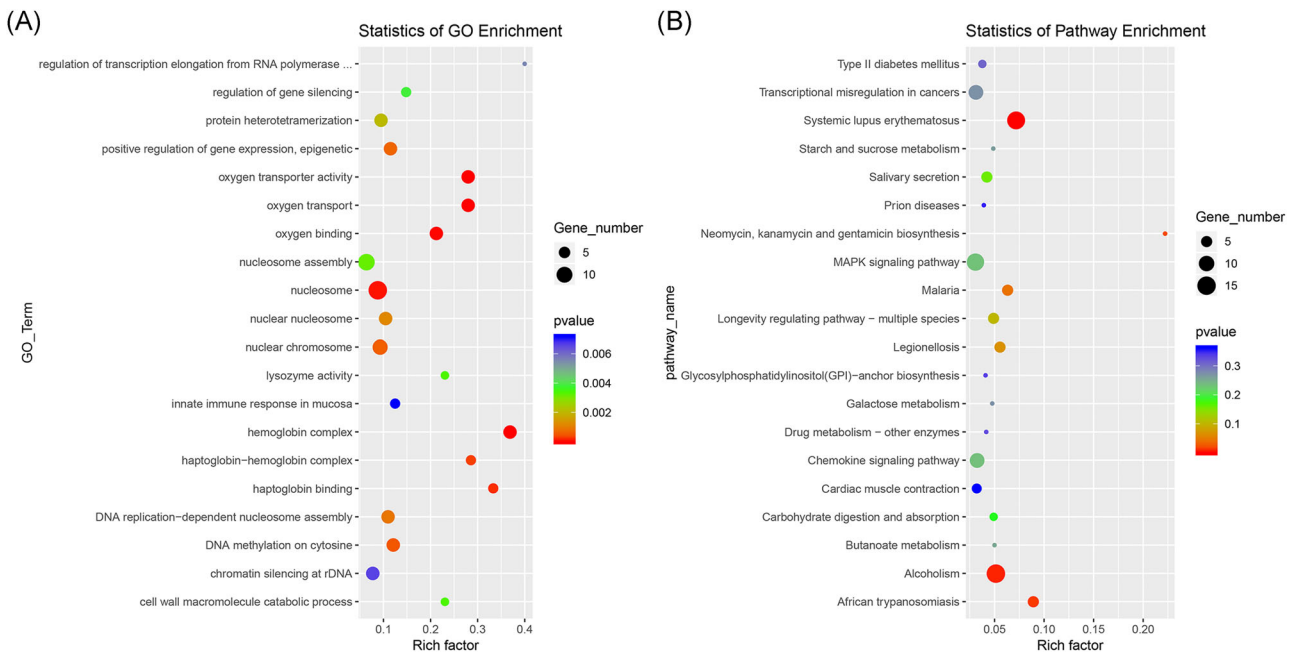 (A)
Statistics of GO Enrichment
GO_Term
regulation of transcription elongation from RNA polymerase ...
regulation of gene silencing
protein heterotetramerization
positive regulation of gene expression, epigenetic
oxygen transporter activity
oxygen transport
oxygen binding
nucleosome assembly
nucleosome
nuclear nucleosome
nuclear chromosome
lysozyme activity
innate immune response in mucosa
hemoglobin complex
haptoglobin−hemoglobin complex
haptoglobin binding
DNA replication−dependent nucleosome assembly
DNA methylation on cytosine
chromatin silencing at rDNA
cell wall macromolecule catabolic process
0.1 0.2 0.3 0.4
Rich factor
Gene_number
5
10
pvalue
0.006
0.004
0.002
(B)
Statistics of Pathway Enrichment
pathway_name
Type II diabetes mellitus
Transcriptional misregulation in cancers
Systemic lupus erythematosus
Starch and sucrose metabolism
Salivary secretion
Prion diseases
Neomycin, kanamycin and gentamicin biosynthesis
MAPK signaling pathway
Malaria
Longevity regulating pathway − multiple species
Legionellosis
Glycosylphosphatidylinositol(GPI)−anchor biosynthesis
Galactose metabolism
Drug metabolism − other enzymes
Chemokine signaling pathway
Cardiac muscle contraction
Carbohydrate digestion and absorption
Butanoate metabolism
Alcoholism
African trypanosomiasis
0.05 0.10 0.15 0.20
Rich factor
Gene_number
5
10
15
pvalue
0.3
0.2
0.1